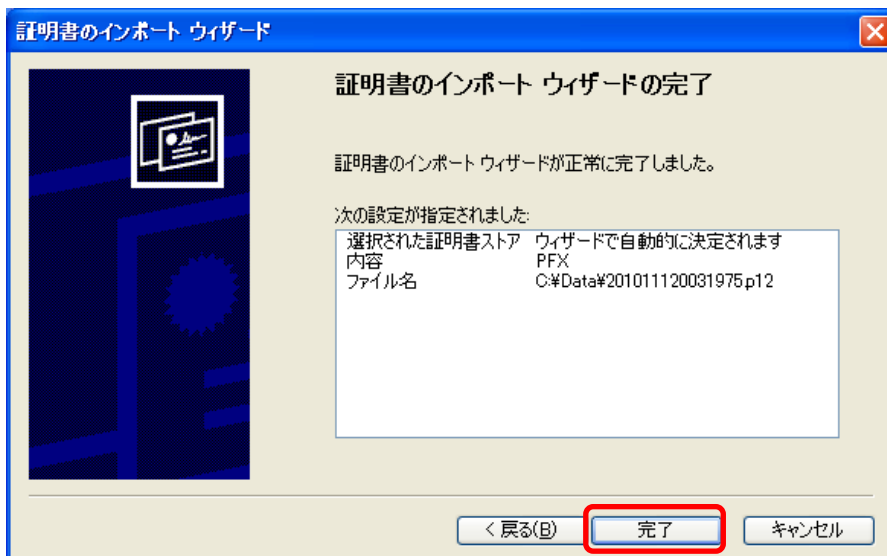 証明書のインポート ウィザード
証明書のインポート ウィザードの完了
証明書のインポート ウィザードが正常に完了しました。
次の設定が指定されました:
選択された証明書ストア ウィザードで自動的に決定されます
内容 PFX
ファイル名 C:¥Data¥201011120031975.p12
< 戻る(B) 完了 キャンセル